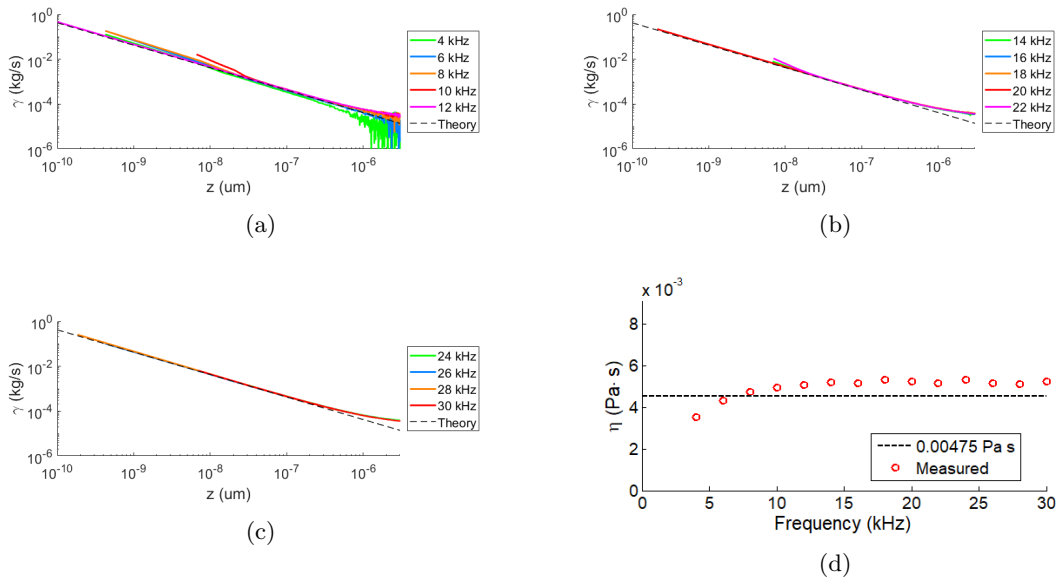 10^0
10^-2
10^-4
10^-6
γ (kg/s)
10^-10
10^-9
10^-8
10^-7
10^-6
z (um)
4 kHz
6 kHz
8 kHz
10 kHz
12 kHz
Theory
(a)
10^0
10^-2
10^-4
10^-6
γ (kg/s)
10^-10
10^-9
10^-8
10^-7
10^-6
z (um)
14 kHz
16 kHz
18 kHz
20 kHz
22 kHz
Theory
(b)
10^0
10^-2
10^-4
10^-6
γ (kg/s)
10^-10
10^-9
10^-8
10^-7
10^-6
z (um)
24 kHz
26 kHz
28 kHz
30 kHz
Theory
(c)
x 10^-3
8
6
4
2
0
η (Pa· s)
0
5
10
15
20
25
30
Frequency (kHz)
0.00475 Pa s
Measured
(d)